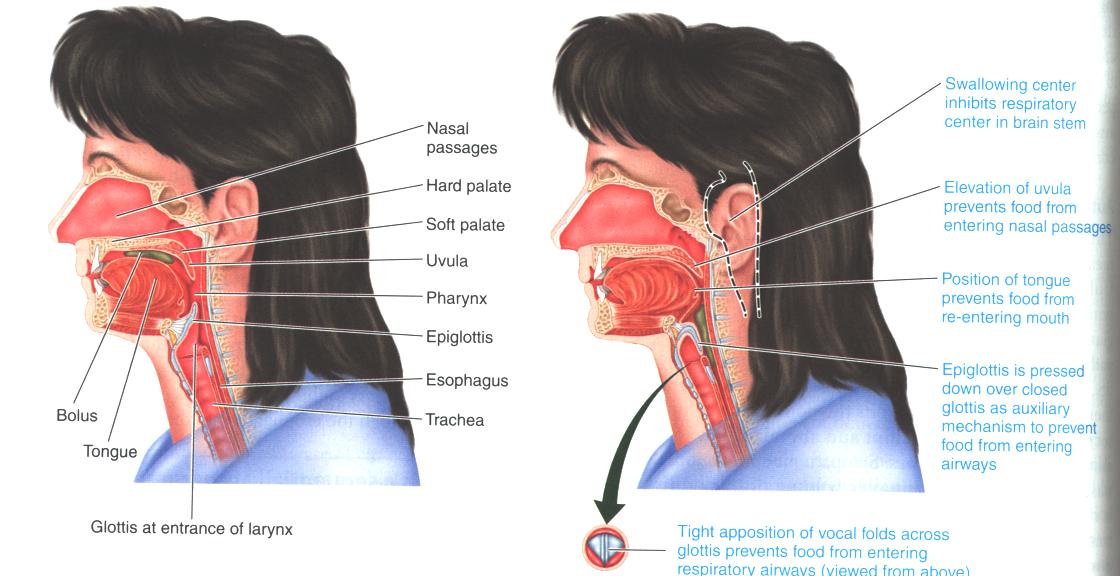 Nasal
passages
Hard palate
Soft palate
Uvula
Pharynx
Epiglottis
Esophagus
Trachea
Bolus
Tongue
Glottis at entrance of larynx
Swallowing center
inhibits respiratory
center in brain stem
Elevation of uvula
prevents food from
entering nasal passages
Position of tongue
prevents food from
re-entering mouth
Epiglottis is pressed
down over closed
glottis as auxiliary
mechanism to prevent
food from entering
airways
Tight apposition of vocal folds across
glottis prevents food from entering
respiratory airways (viewed from above)